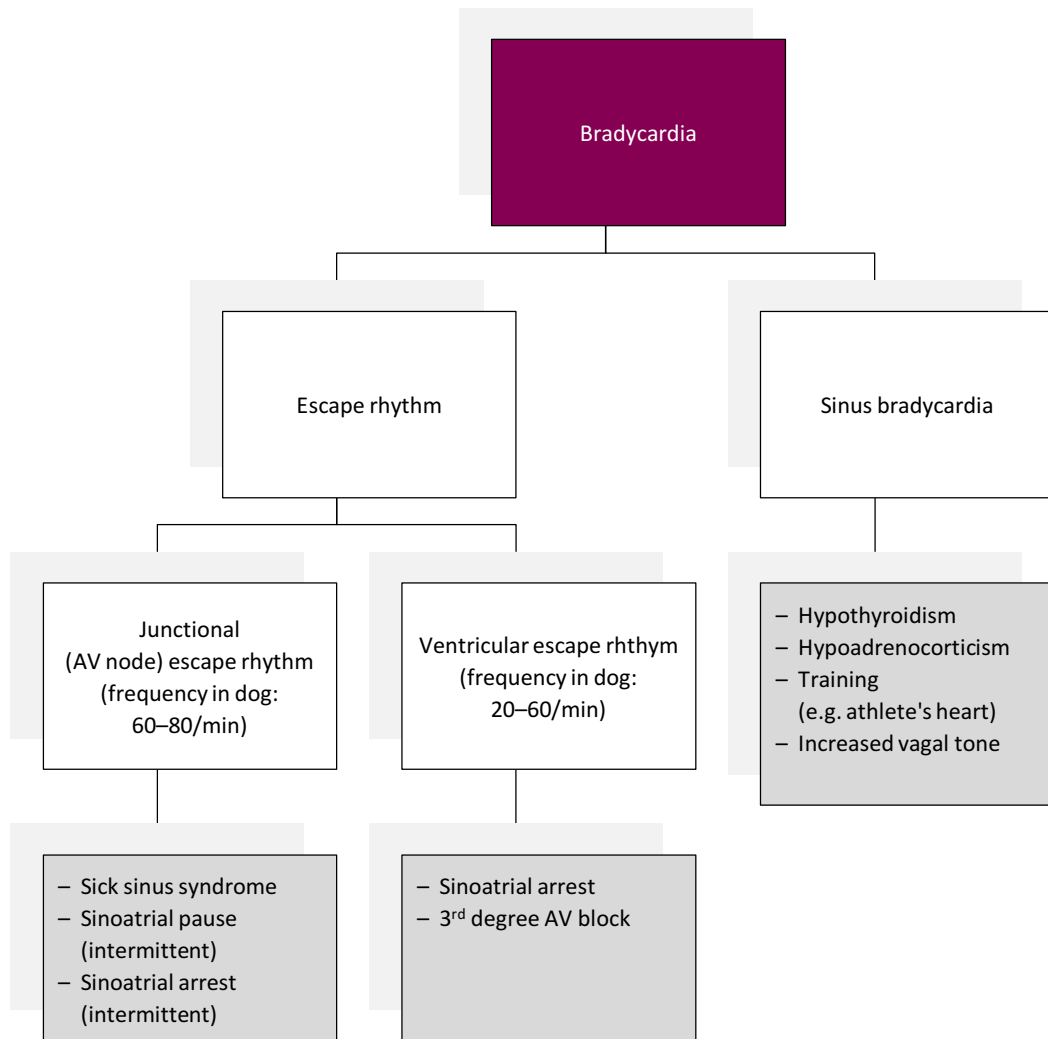 Bradycardia
Escape rhythm
Sinus bradycardia
Junctional
(AV node) escape rhythm
(frequency in dog:
60–80/min)
Ventricular escape rhthym
(frequency in dog:
20–60/min)
– Hypothyroidism
– Hypoadrenocorticism
– Training
(e.g. athlete's heart)
– Increased vagal tone
– Sick sinus syndrome
– Sinoatrial pause
(intermittent)
– Sinoatrial arrest
(intermittent)
– Sinoatrial arrest
– 3rd degree AV block